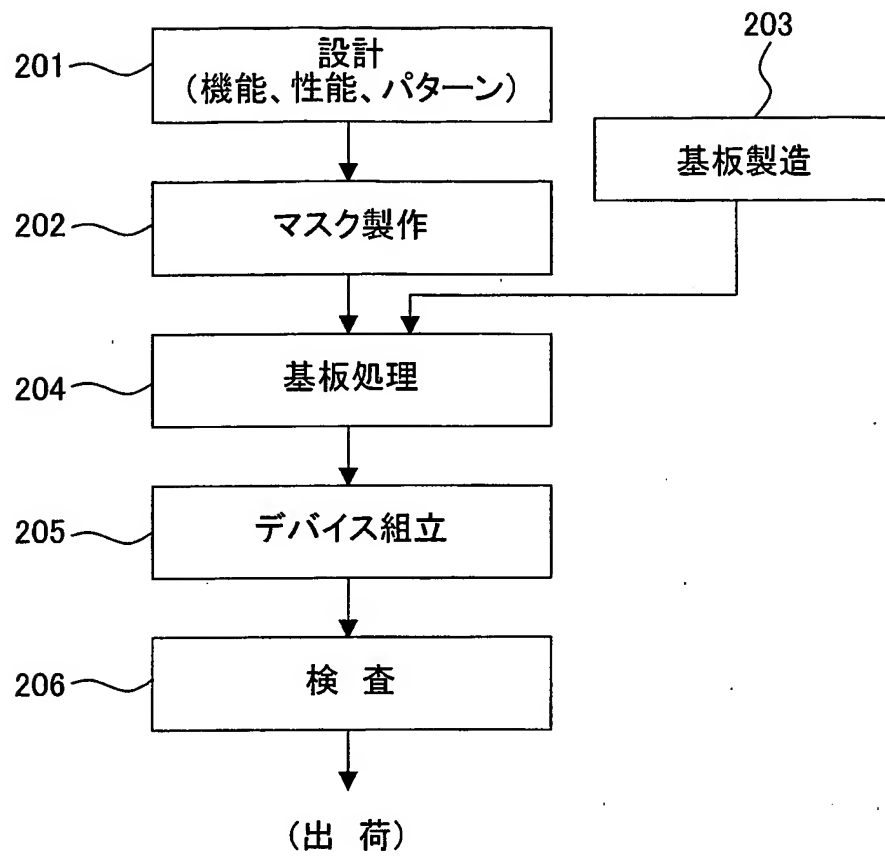 201
設計
(機能、性能、パターン)
203
基板製造
202
マスク製作
204
基板処理
205
デバイス組立
206
検 査
(出 荷)